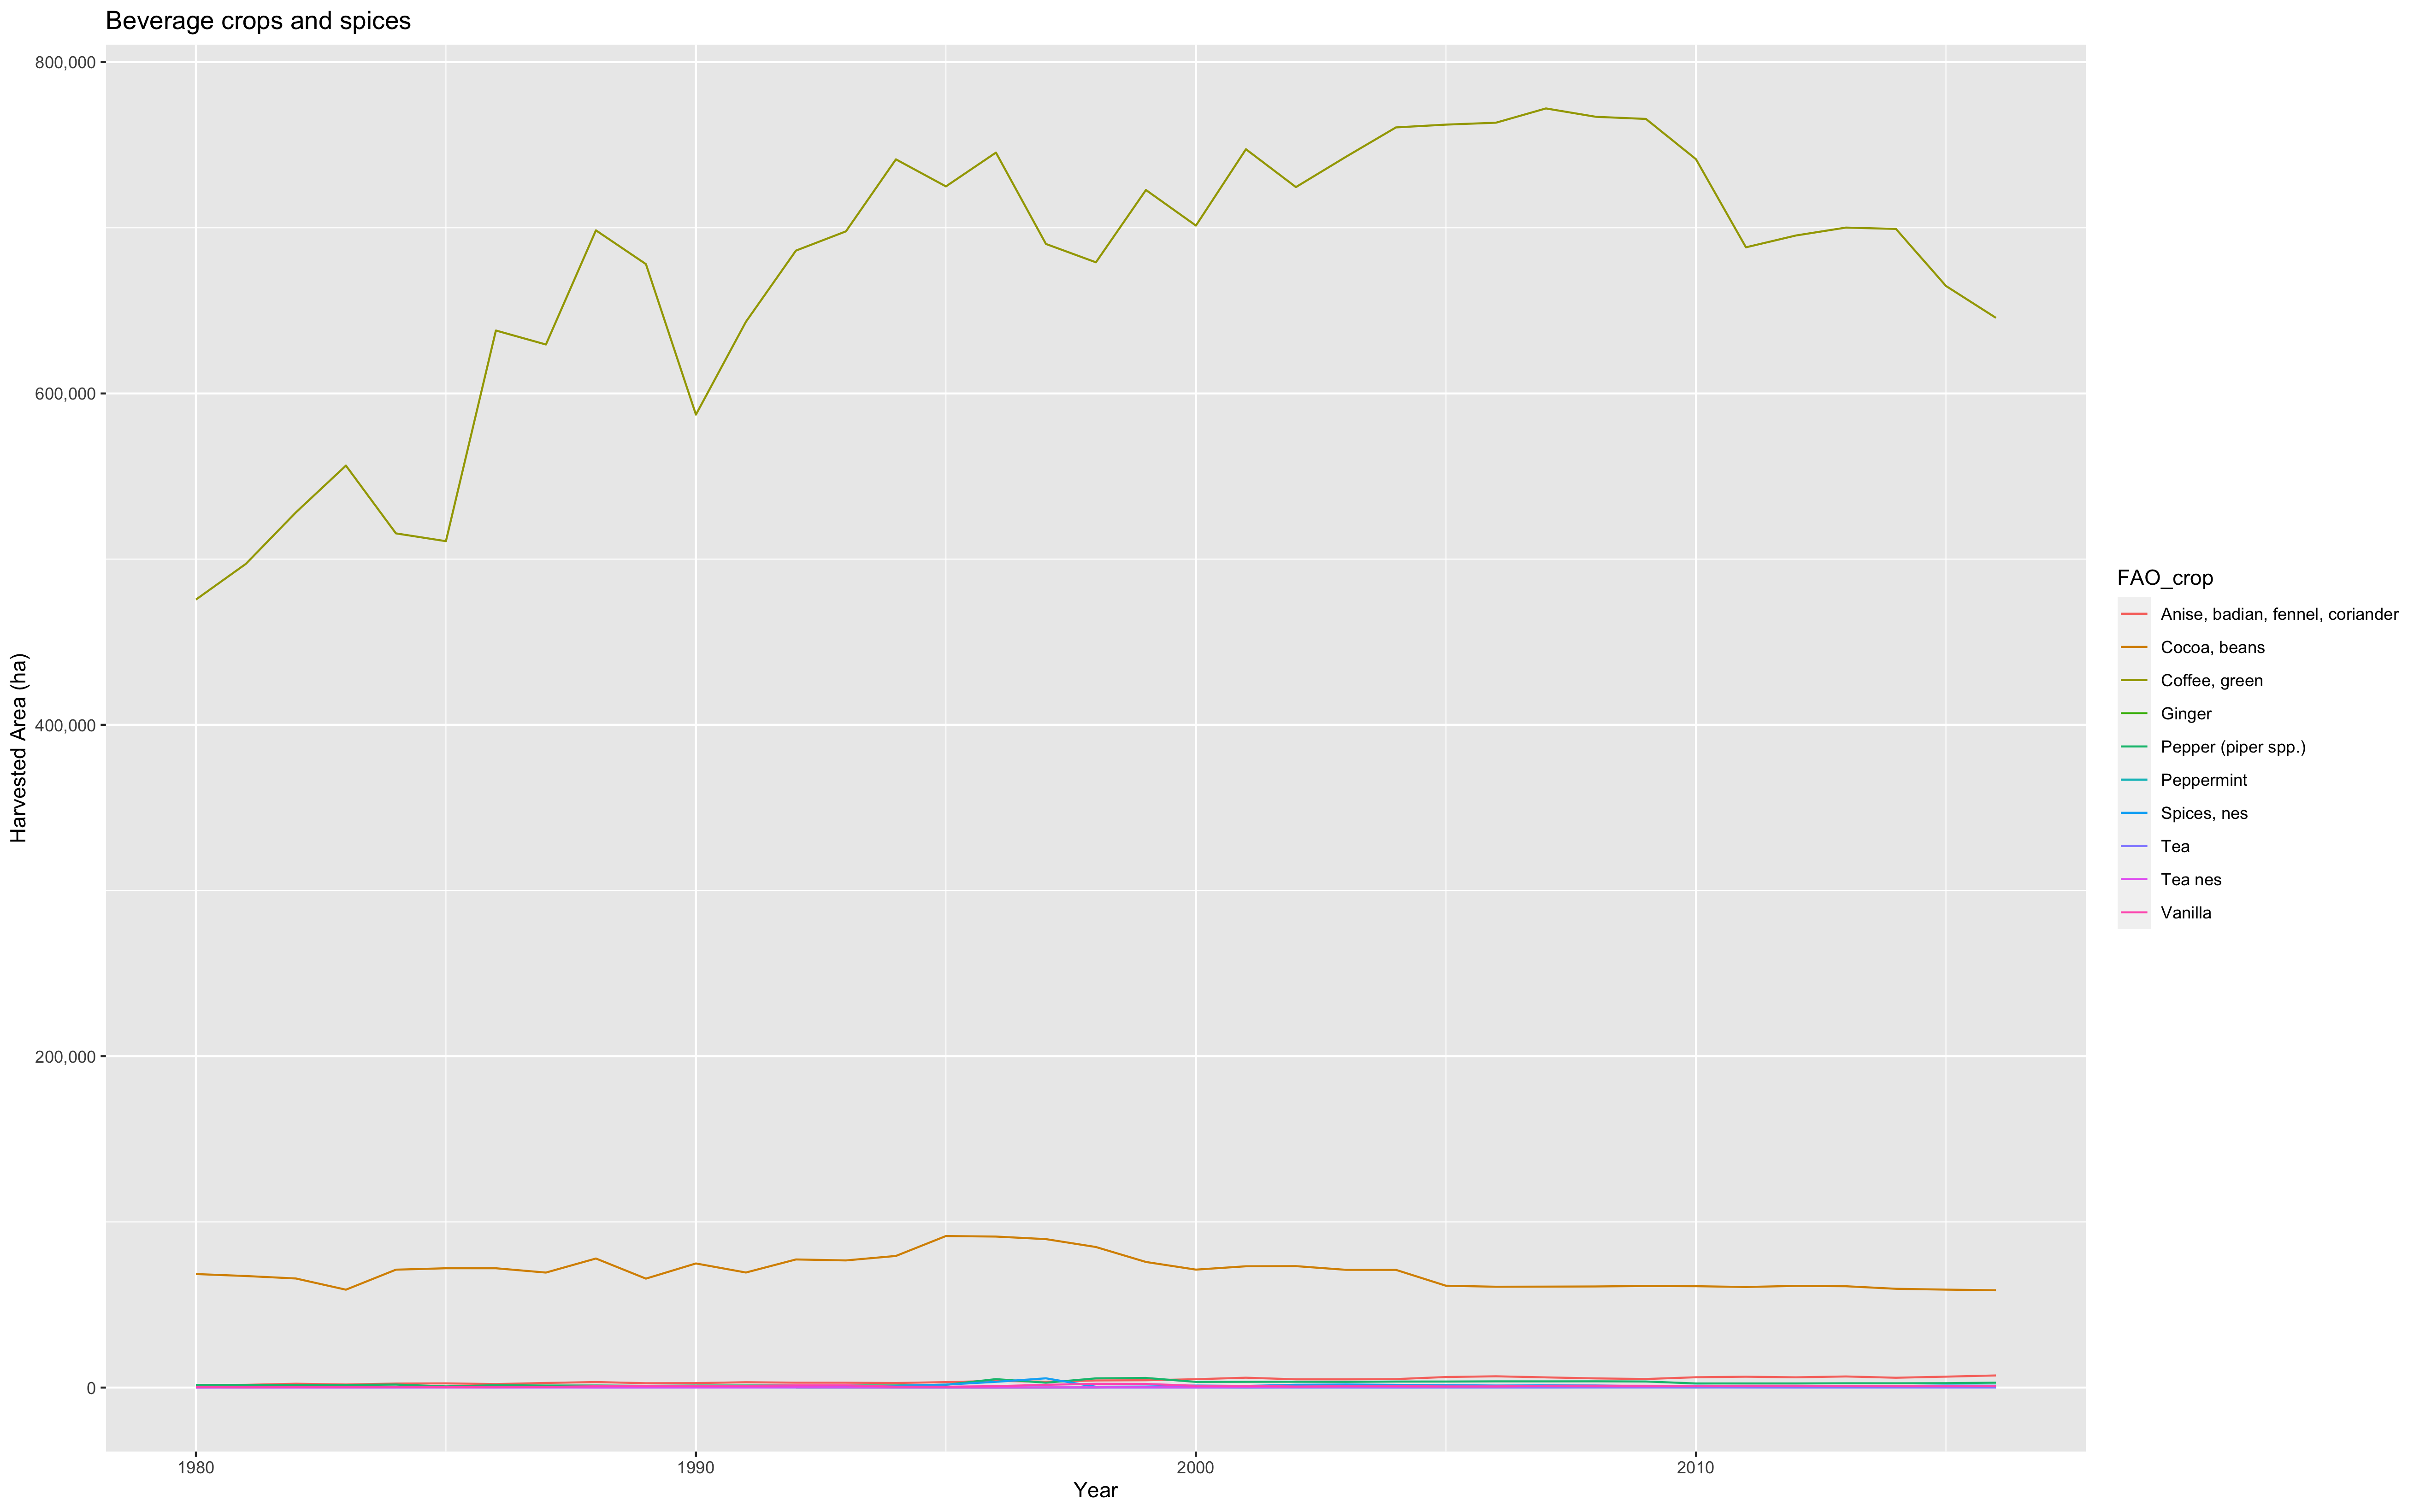 Beverage crops and spices
800,000
600,000
400,000
200,000
0
Harvested Area (ha)
1980
1990
2000
2010
Year
FAO_crop
Anise, badian, fennel, coriander
Cocoa, beans
Coffee, green
Ginger
Pepper (piper spp.)
Peppermint
Spices, nes
Tea
Tea nes
Vanilla